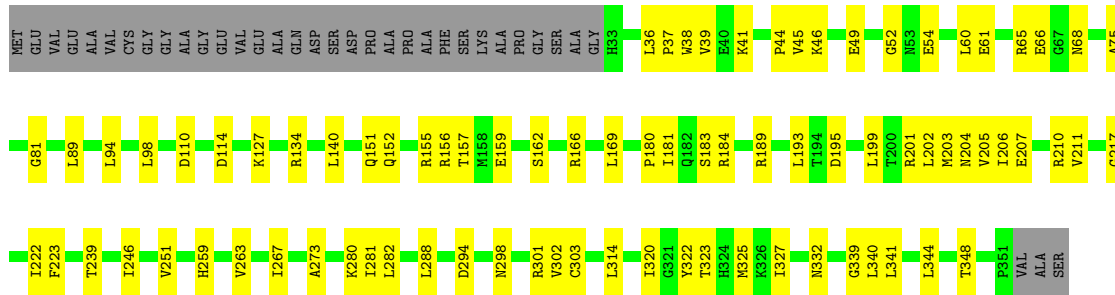 MET GLU VAL GLU ALA VAL CYS GLY GLY ALA GLY GLU VAL GLU ALA GLN ASP SER ASP PRO ALA PRO ALA PHE SER LYS ALA PRO GLY SER ALA GLY H33 L36 P37 W38 V39 E40 K41 P44 V45 K46 E49 G52 N53 E54 L60 E61 R65 E66 G67 N68 A75
G81 L89 L94 L98 D110 D114 K127 R134 L140 Q151 Q152 R155 R156 T157 M158 E159 S162 R166 L169 P180 I181 Q182 S183 R184 R189 L193 T194 D195 L199 T200 R201 L202 M203 N204 V205 I206 E207 R210 V211
I222 F223 T239 I246 V251 H259 V263 I267 A273 K280 I281 L282 L288 D294 N298 R301 V302 C303 L314 I320 G321 Y322 T323 H324 M325 K326 I327 N332 G339 L340 L341 L344 T348 P351 VAL ALA SER